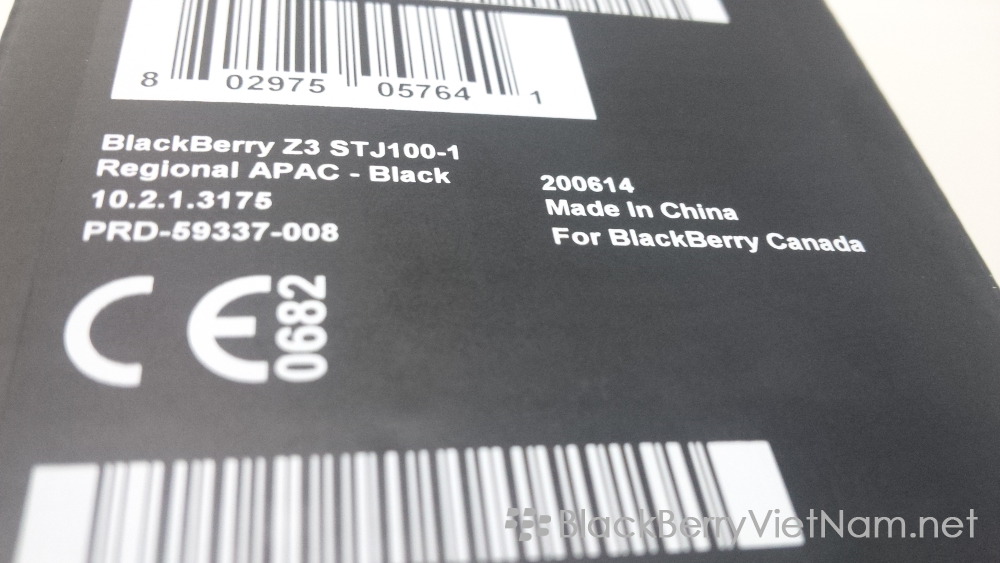 8 02975 05764 1
BlackBerry Z3 STJ100-1
Regional APAC - Black
10.2.1.3175
PRD-59337-008
200614
Made In China
For BlackBerry Canada
CE
0682
BlackBerryVietNam.net